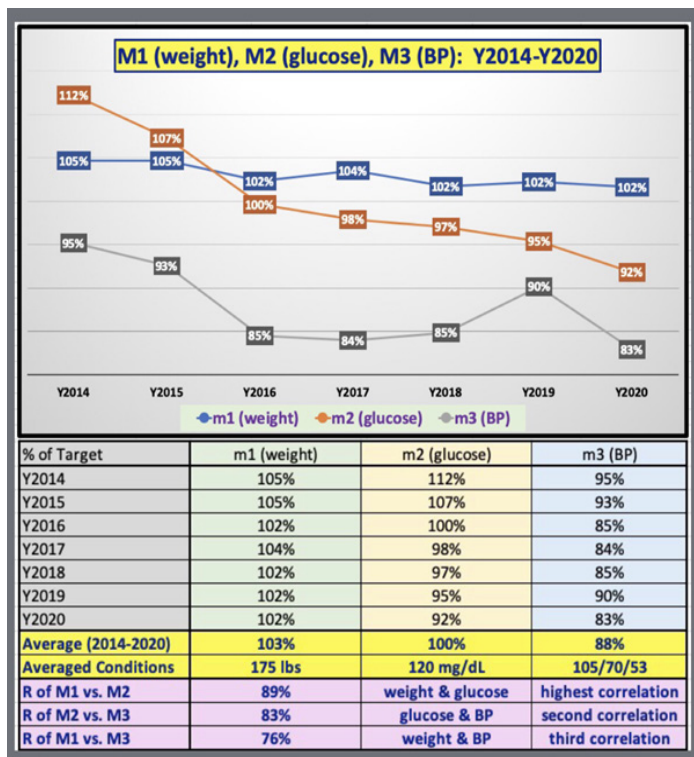 M1 (weight), M2 (glucose), M3 (BP): Y2014-Y2020
112%
107%
105% 105% 102% 104% 102% 102% 102%
100% 98% 97% 95% 92%
95% 93% 85% 84% 85% 90% 83%
Y2014 Y2015 Y2016 Y2017 Y2018 Y2019 Y2020
m1 (weight) m2 (glucose) m3 (BP)
% of Target m1 (weight) m2 (glucose) m3 (BP)
Y2014 105% 112% 95%
Y2015 105% 107% 93%
Y2016 102% 100% 85%
Y2017 104% 98% 84%
Y2018 102% 97% 85%
Y2019 102% 95% 90%
Y2020 102% 92% 83%
Average (2014-2020) 103% 100% 88%
Averaged Conditions 175 lbs 120 mg/dL 105/70/53
R of M1 vs. M2 89% weight & glucose highest correlation
R of M2 vs. M3 83% glucose & BP second correlation
R of M1 vs. M3 76% weight & BP third correlation